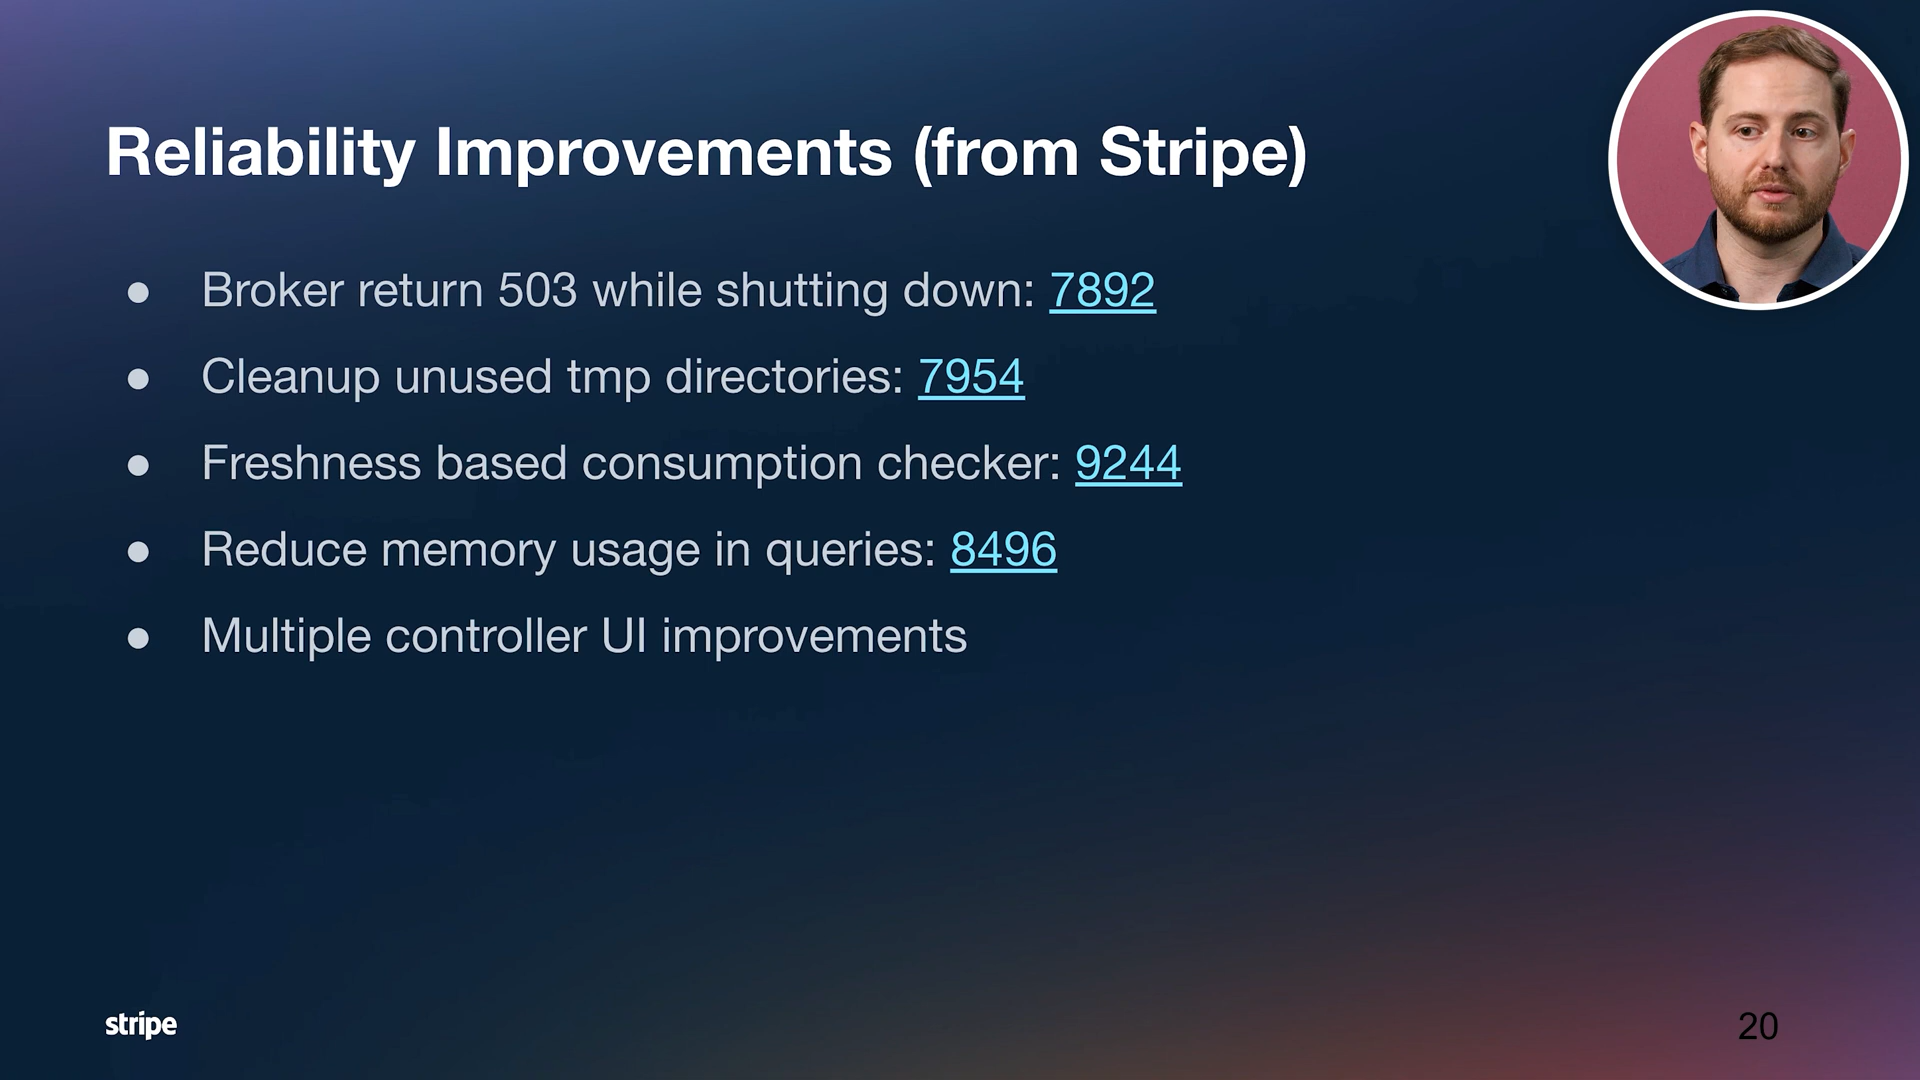 Reliability Improvements (from Stripe)
● Broker return 503 while shutting down: 7892
● Cleanup unused tmp directories: 7954
● Freshness based consumption checker: 9244
● Reduce memory usage in queries: 8496
● Multiple controller UI improvements
stripe
20